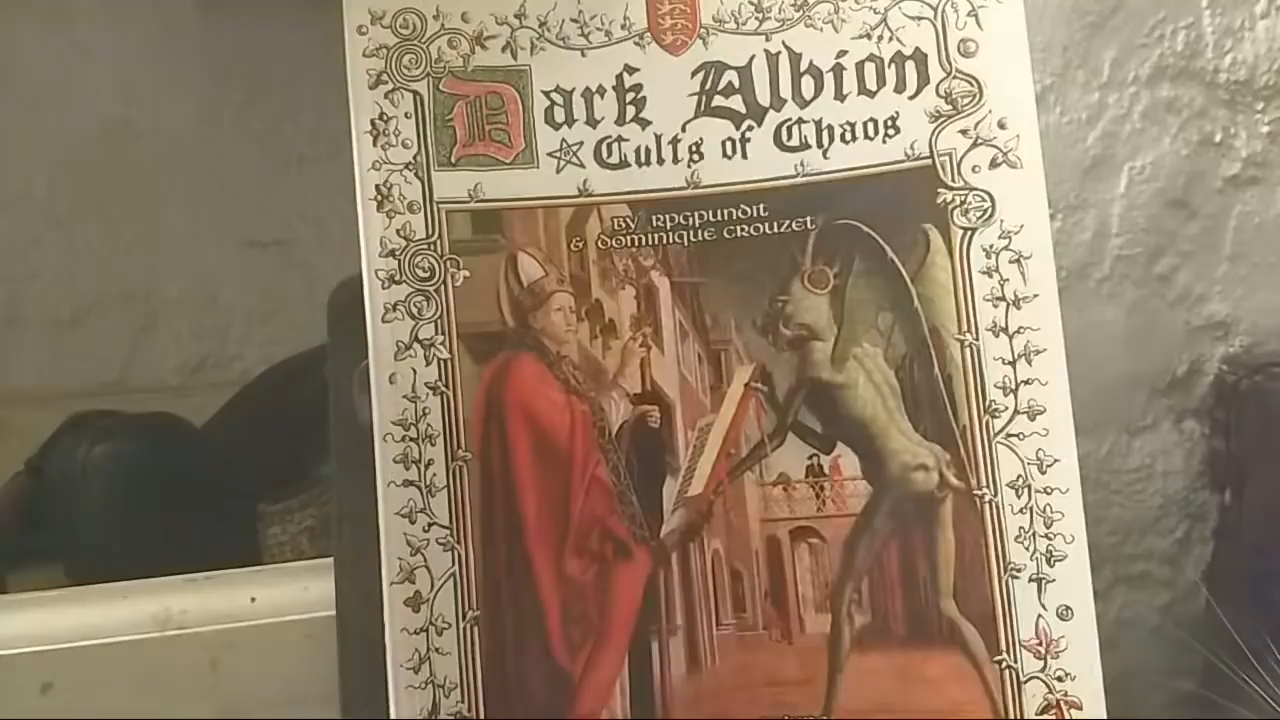 Dark Albion
Cults of Chaos
BY RPGPUNDIT
& DOMINIQUE CROUZET